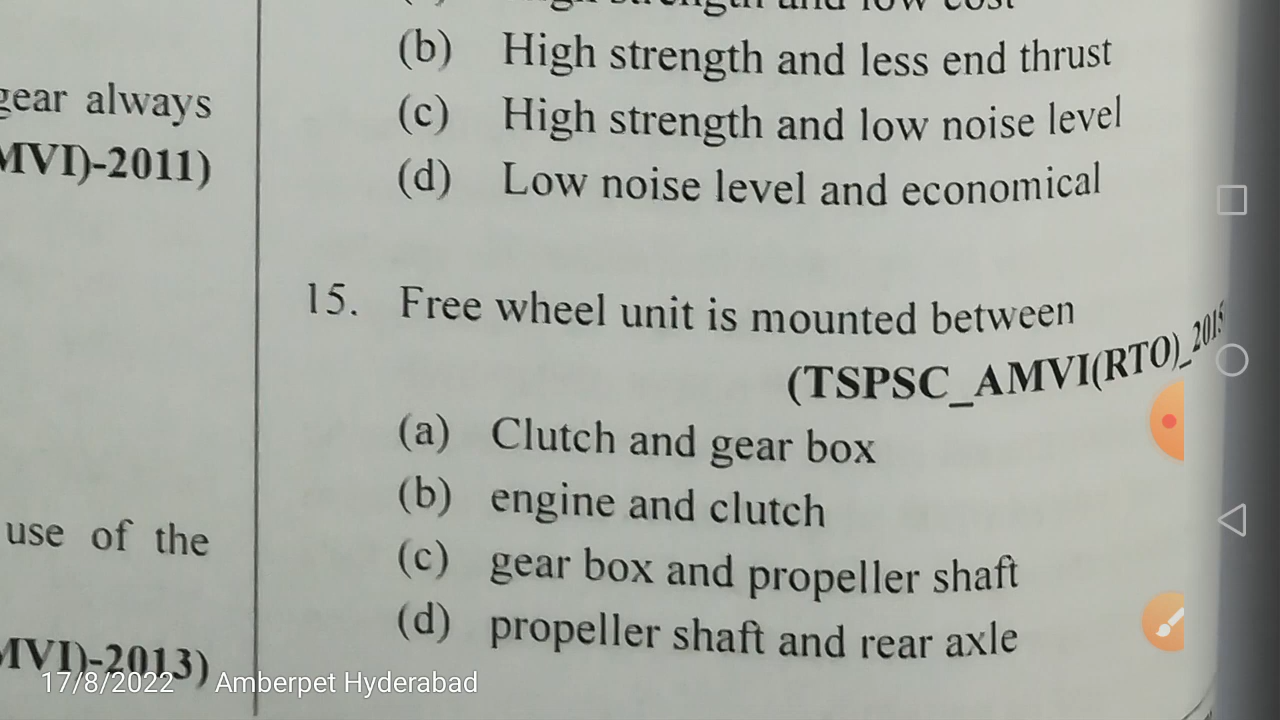 gear always
MVI)-2011)
use of the
MVI)-2013)
(b) High strength and less end thrust
(c) High strength and low noise level
(d) Low noise level and economical
15. Free wheel unit is mounted between
(TSPSC_AMVI(RTO)_201
(a) Clutch and gear box
(b) engine and clutch
(c) gear box and propeller shaft
(d) propeller shaft and rear axle
17/8/2022 Amberpet Hyderabad